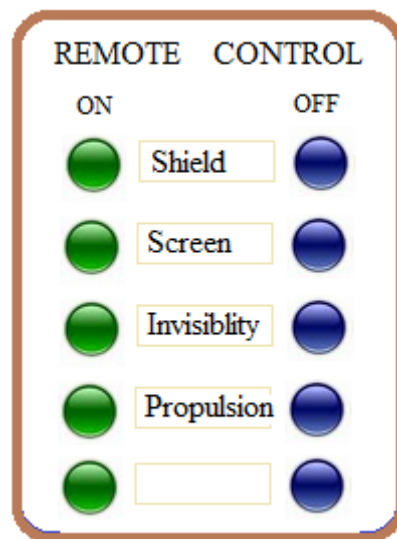 REMOTE CONTROL
ON OFF
Shield
Screen
Invisiblity
Propulsion